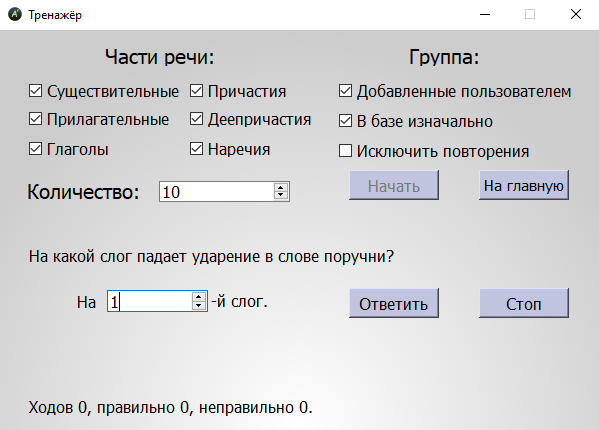 Тренажёр
Части речи:
Группа:
Существительные
Причастия
Добавленные пользователем
Прилагательные
Деепричастия
В базе изначально
Глаголы
Наречия
Исключить повторения
Количество: 10
Начать
На главную
На какой слог падает ударение в слове поручни?
На 1 -й слог.
Ответить
Стоп
Ходов 0, правильно 0, неправильно 0.